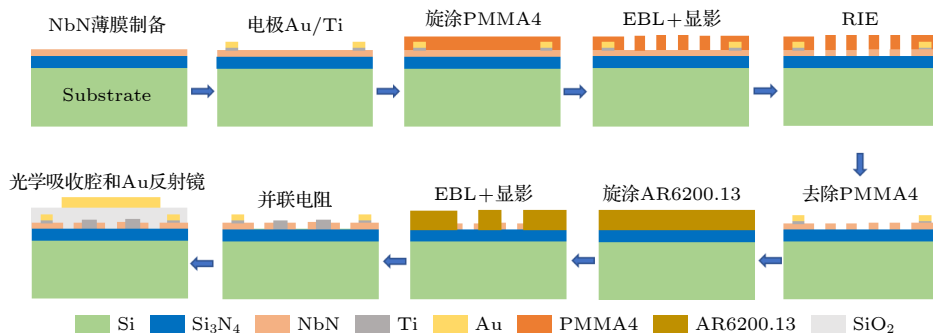 NbN薄膜制备
电极Au/Ti
旋涂PMMA4
EBL+显影
RIE
Substrate
光学吸收腔和Au反射镜
并联电阻
EBL+显影
旋涂AR6200.13
去除PMMA4
Si
Si₃N₄
NbN
Ti
Au
PMMA4
AR6200.13
SiO₂